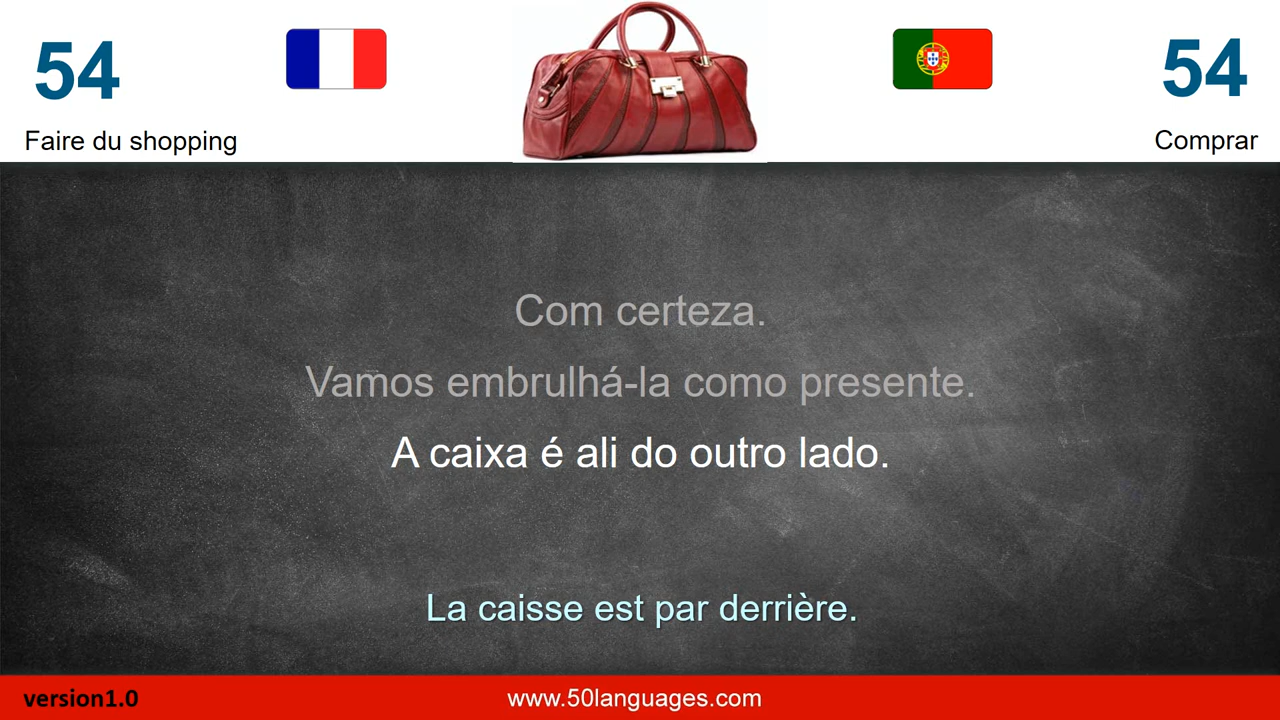 54
54
Faire du shopping
Comprar
Com certeza.
Vamos embrulhá-la como presente.
A caixa é ali do outro lado.
La caisse est par derrière.
version1.0
www.50languages.com